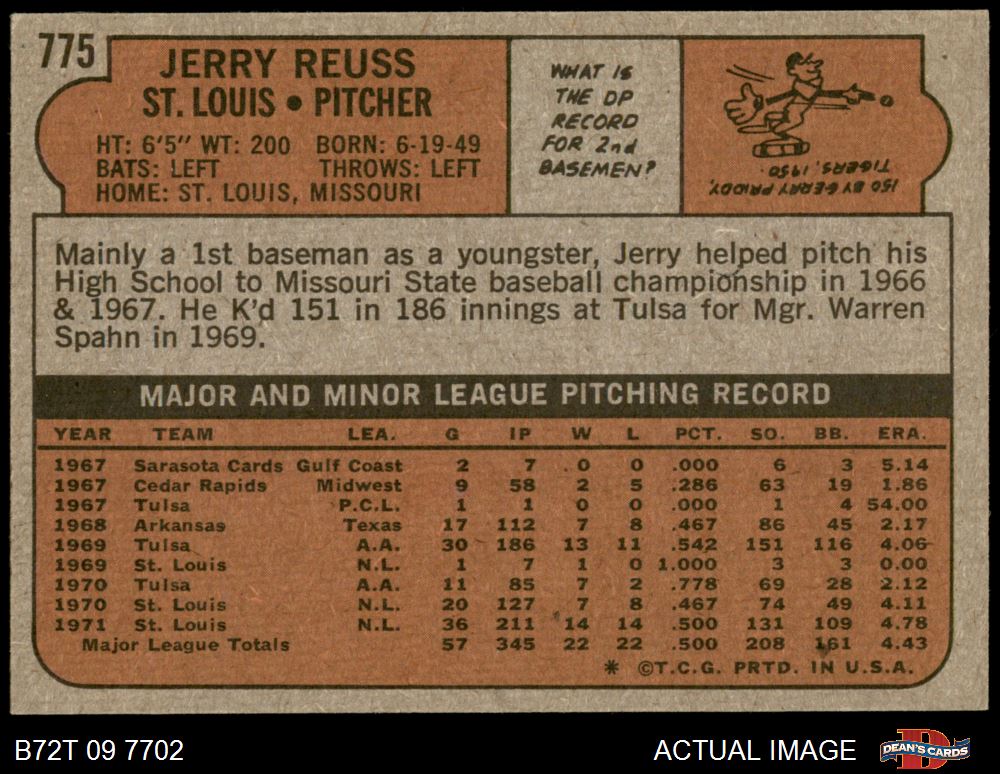 775
JERRY REUSS
ST. LOUIS • PITCHER
HT: 6'5" WT: 200 BORN: 6-19-49
BATS: LEFT THROWS: LEFT
HOME: ST. LOUIS, MISSOURI
WHAT IS
THE DP
RECORD
FOR 2nd
BASEMEN?
150 BY GERRY PRIDDY,
TIGERS, 1950.
Mainly a 1st baseman as a youngster, Jerry helped pitch his
High School to Missouri State baseball championship in 1966
& 1967. He K'd 151 in 186 innings at Tulsa for Mgr. Warren
Spahn in 1969.
MAJOR AND MINOR LEAGUE PITCHING RECORD
YEAR TEAM LEA. G IP W L PCT. SO. BB. ERA.
1967 Sarasota Cards Gulf Coast 2 7 0 0 .000 6 3 5.14
1967 Cedar Rapids Midwest 9 58 2 5 .286 63 19 1.86
1967 Tulsa P.C.L. 1 1 0 0 .000 1 4 54.00
1968 Arkansas Texas 17 112 7 8 .467 86 45 2.17
1969 Tulsa A.A. 30 186 13 11 .542 151 116 4.06
1969 St. Louis N.L. 1 7 1 0 1.000 3 3 0.00
1970 Tulsa A.A. 11 85 7 2 .778 69 28 2.12
1970 St. Louis N.L. 20 127 7 8 .467 74 49 4.11
1971 St. Louis N.L. 36 211 14 14 .500 131 109 4.78
Major League Totals 57 345 22 22 .500 208 161 4.43
* ©T.C.G. PRTD. IN U.S.A.
B72T 09 7702
ACTUAL IMAGE
DEAN'S CARDS